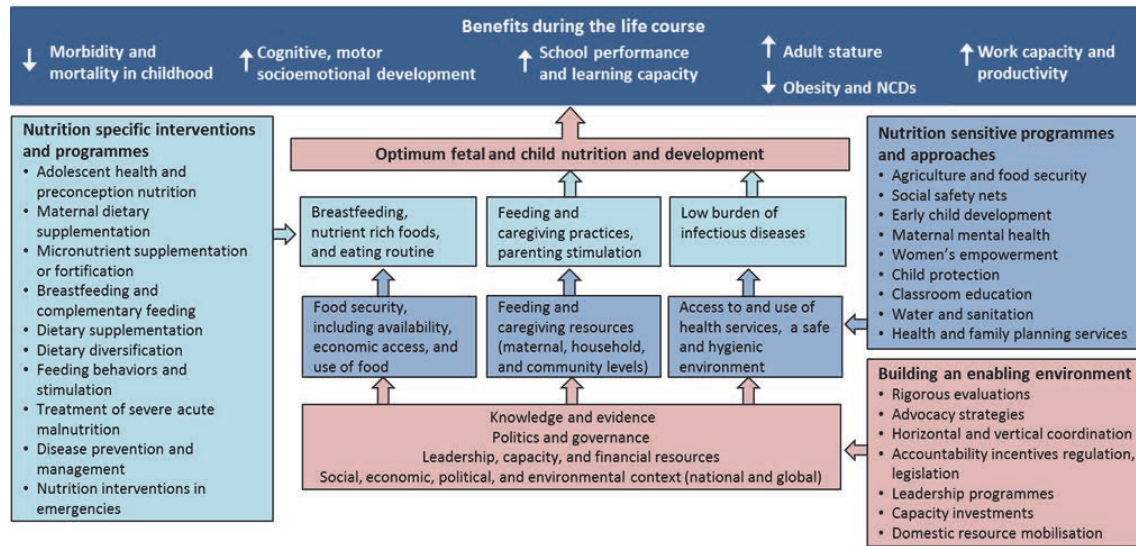 Benefits during the life course
Morbidity and
mortality in childhood
Cognitive, motor
socioemotional development
School performance
and learning capacity
Adult stature
Obesity and NCDs
Work capacity and
productivity
Nutrition specific interventions
and programmes
• Adolescent health and
preconception nutrition
• Maternal dietary
supplementation
• Micronutrient supplementation
or fortification
• Breastfeeding and
complementary feeding
• Dietary supplementation
• Dietary diversification
• Feeding behaviors and
stimulation
• Treatment of severe acute
malnutrition
• Disease prevention and
management
• Nutrition interventions in
emergencies
Optimum fetal and child nutrition and development
Breastfeeding,
nutrient rich foods,
and eating routine
Feeding and
caregiving practices,
parenting stimulation
Low burden of
infectious diseases
Food security,
including availability,
economic access, and
use of food
Feeding and
caregiving resources
(maternal, household,
and community levels)
Access to and use of
health services, a safe
and hygienic
environment
Knowledge and evidence
Politics and governance
Leadership, capacity, and financial resources
Social, economic, political, and environmental context (national and global)
Nutrition sensitive programmes
and approaches
• Agriculture and food security
• Social safety nets
• Early child development
• Maternal mental health
• Women's empowerment
• Child protection
• Classroom education
• Water and sanitation
• Health and family planning services
Building an enabling environment
• Rigorous evaluations
• Advocacy strategies
• Horizontal and vertical coordination
• Accountability incentives regulation,
legislation
• Leadership programmes
• Capacity investments
• Domestic resource mobilisation